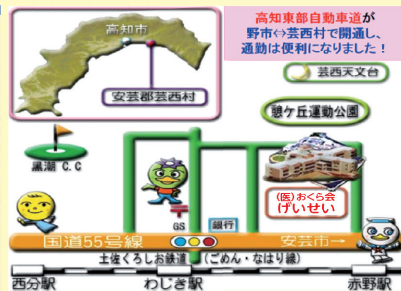 高知東部自動車道が
野市⇔芸西村で開通し、
通勤は便利になりました！
高知市
安芸郡芸西村
芸西天文台
憩ケ丘運動公園
黒潮 C.C
(医)おくら会
げいせい
GS
銀行
国道55号線
安芸市→
土佐くろしお鉄道 (ごめん・なはり線)
西分駅
わじき駅
赤野駅